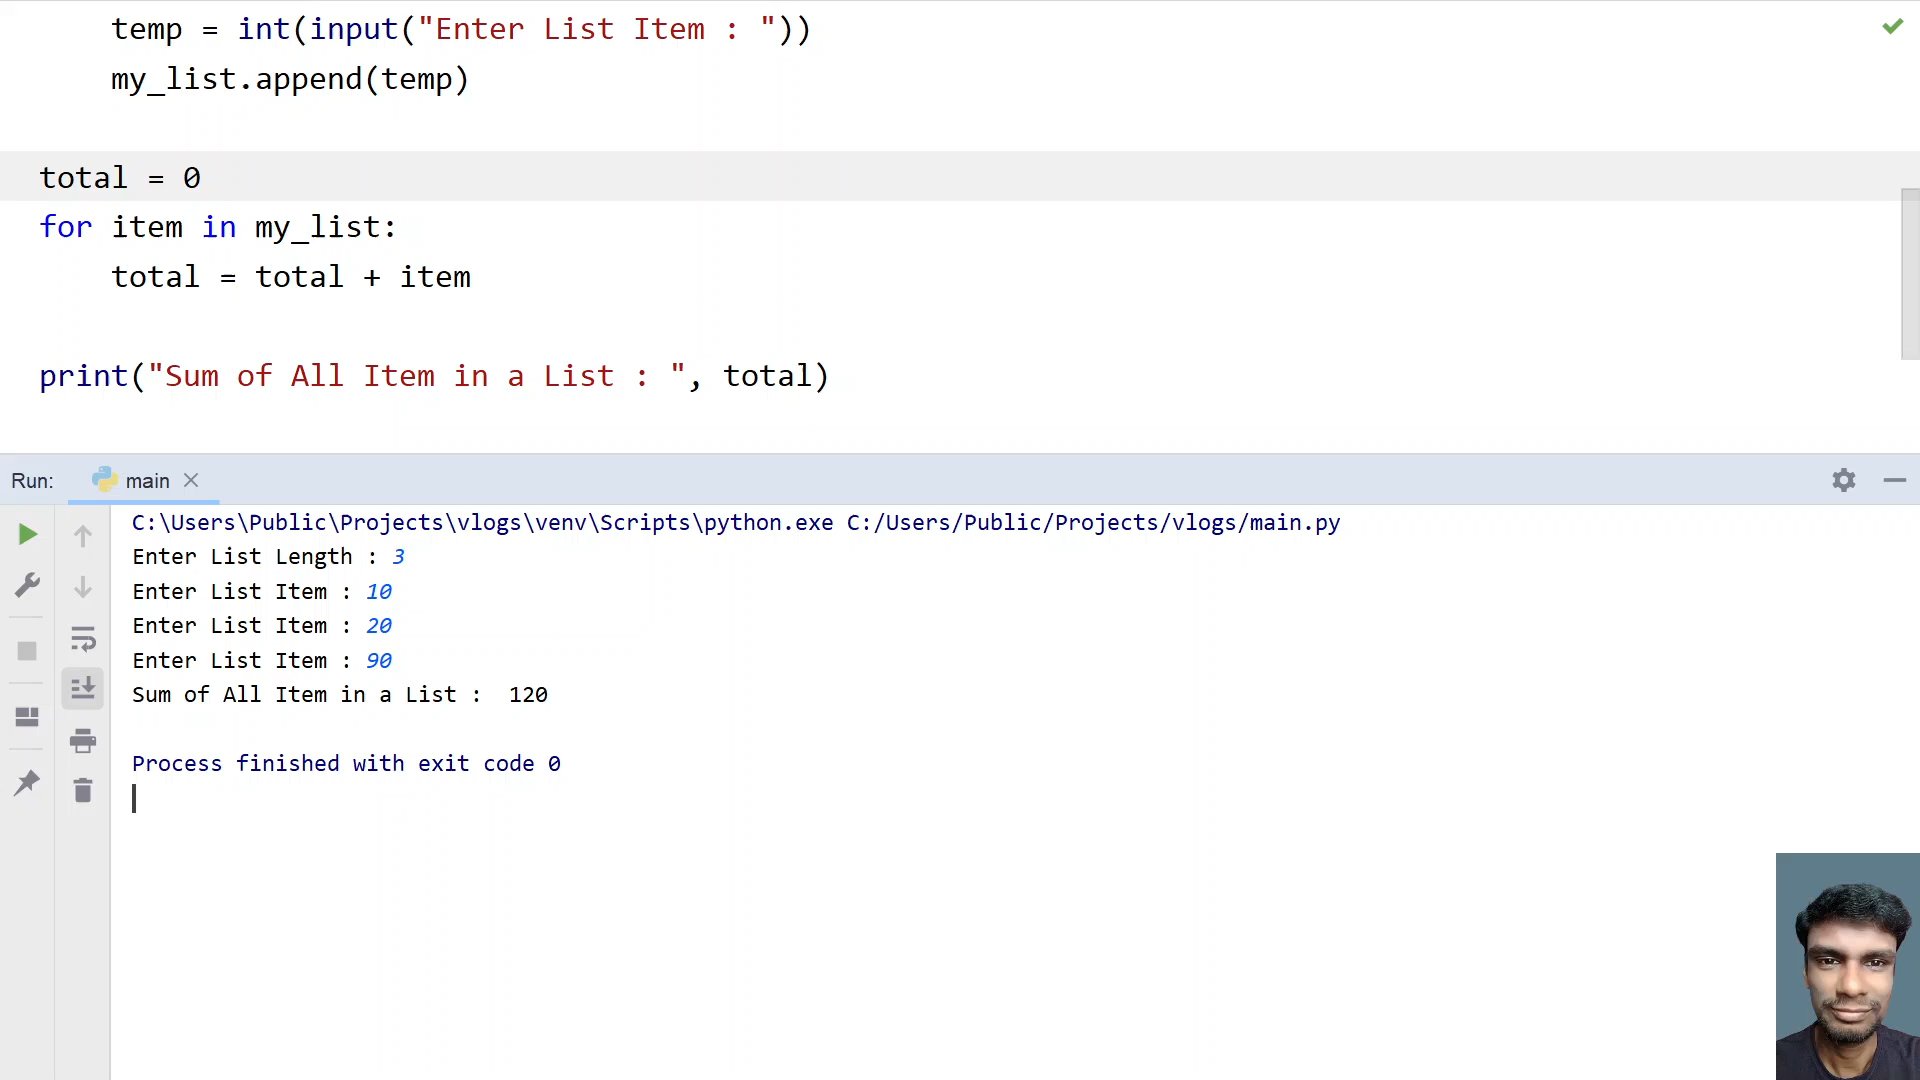 temp = int(input("Enter List Item : "))
my_list.append(temp)
total = 0
for item in my_list:
total = total + item
print("Sum of All Item in a List : ", total)
Run: main
C:\Users\Public\Projects\vlogs\venv\Scripts\python.exe C:/Users/Public/Projects/vlogs/main.py
Enter List Length : 3
Enter List Item : 10
Enter List Item : 20
Enter List Item : 90
Sum of All Item in a List :  120
Process finished with exit code 0